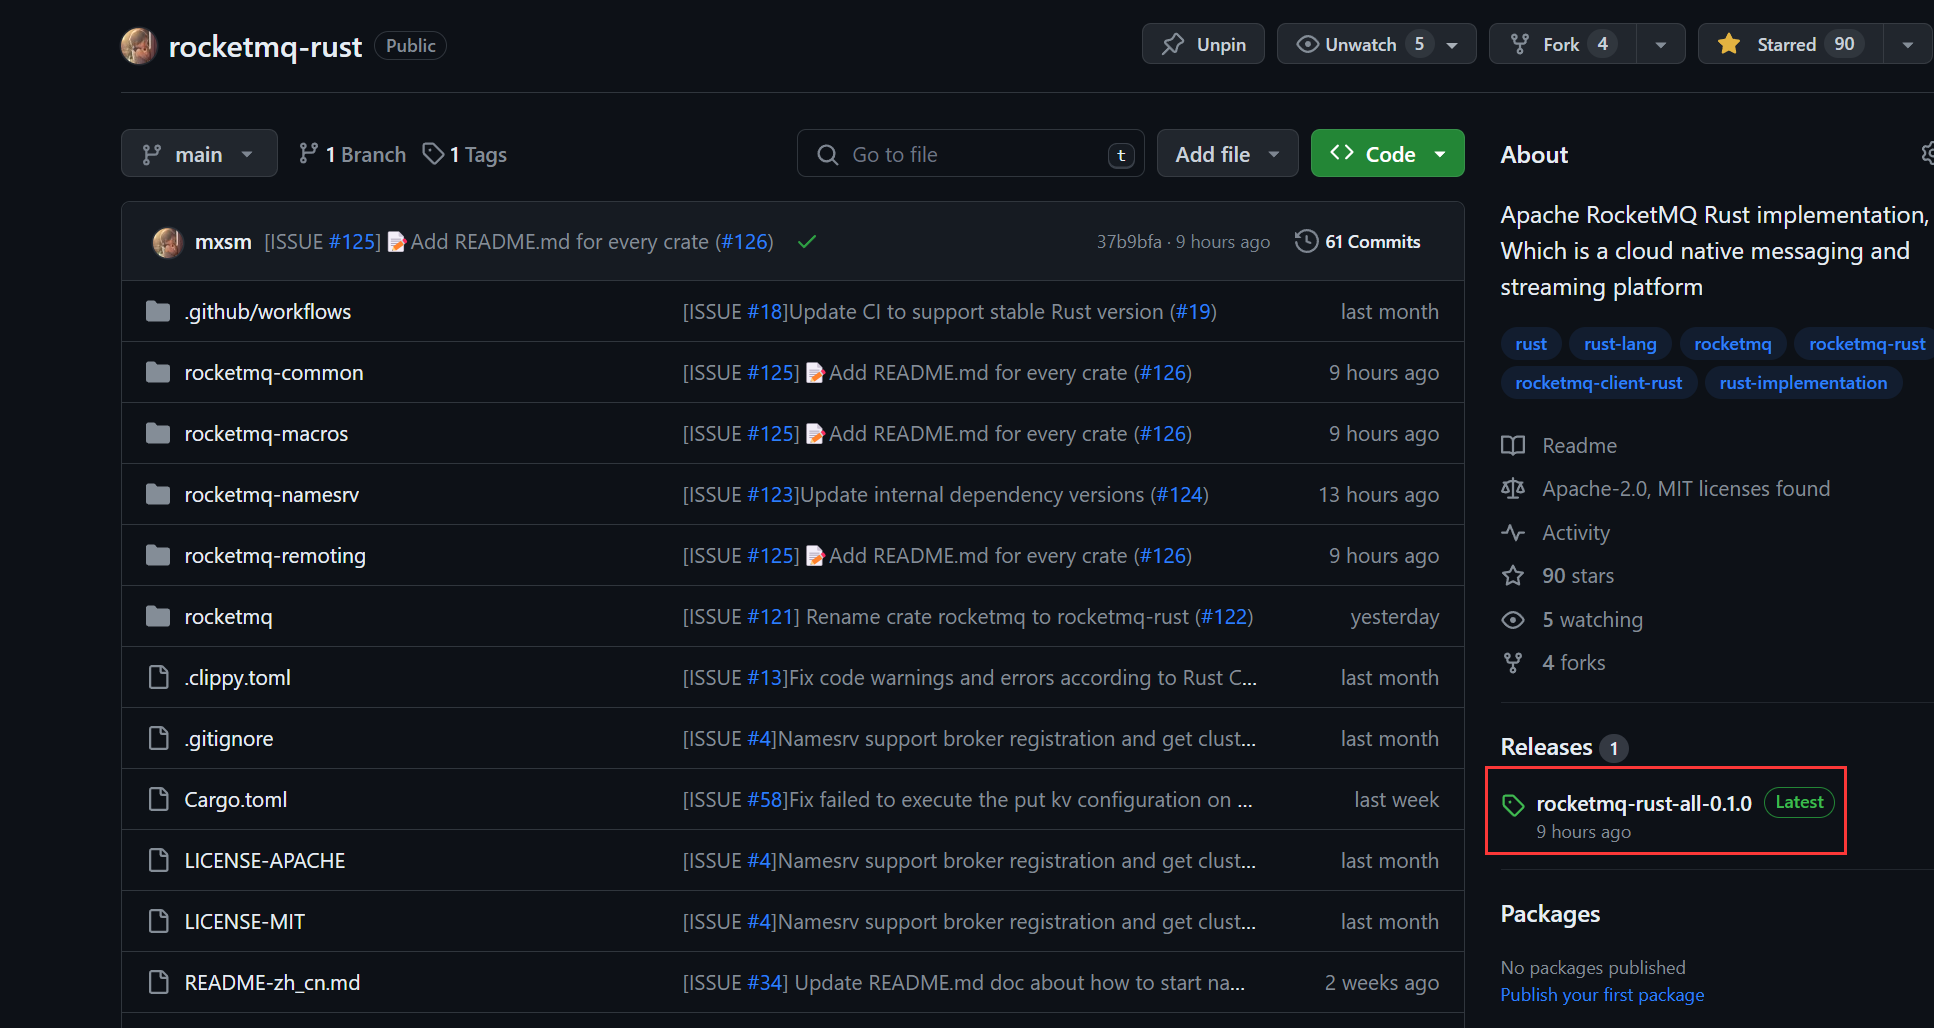 rocketmq-rust Public
Unpin
Unwatch 5
Fork 4
Starred 90
main
1 Branch
1 Tags
Go to file t
Add file
Code
mxsm [ISSUE #125] 📝Add README.md for every crate (#126)
37b9bfa · 9 hours ago
61 Commits
.github/workflows [ISSUE #18]Update CI to support stable Rust version (#19) last month
rocketmq-common [ISSUE #125] 📝Add README.md for every crate (#126) 9 hours ago
rocketmq-macros [ISSUE #125] 📝Add README.md for every crate (#126) 9 hours ago
rocketmq-namesrv [ISSUE #123]Update internal dependency versions (#124) 13 hours ago
rocketmq-remoting [ISSUE #125] 📝Add README.md for every crate (#126) 9 hours ago
rocketmq [ISSUE #121] Rename crate rocketmq to rocketmq-rust (#122) yesterday
.clippy.toml [ISSUE #13]Fix code warnings and errors according to Rust C... last month
.gitignore [ISSUE #4]Namesrv support broker registration and get clust... last month
Cargo.toml [ISSUE #58]Fix failed to execute the put kv configuration on ... last week
LICENSE-APACHE [ISSUE #4]Namesrv support broker registration and get clust... last month
LICENSE-MIT [ISSUE #4]Namesrv support broker registration and get clust... last month
README-zh_cn.md [ISSUE #34] Update README.md doc about how to start na... 2 weeks ago
About
Apache RocketMQ Rust implementation,
Which is a cloud native messaging and
streaming platform
rust rust-lang rocketmq rocketmq-rust
rocketmq-client-rust rust-implementation
Readme
Apache-2.0, MIT licenses found
Activity
90 stars
5 watching
4 forks
Releases 1
rocketmq-rust-all-0.1.0 Latest
9 hours ago
Packages
No packages published
Publish your first package